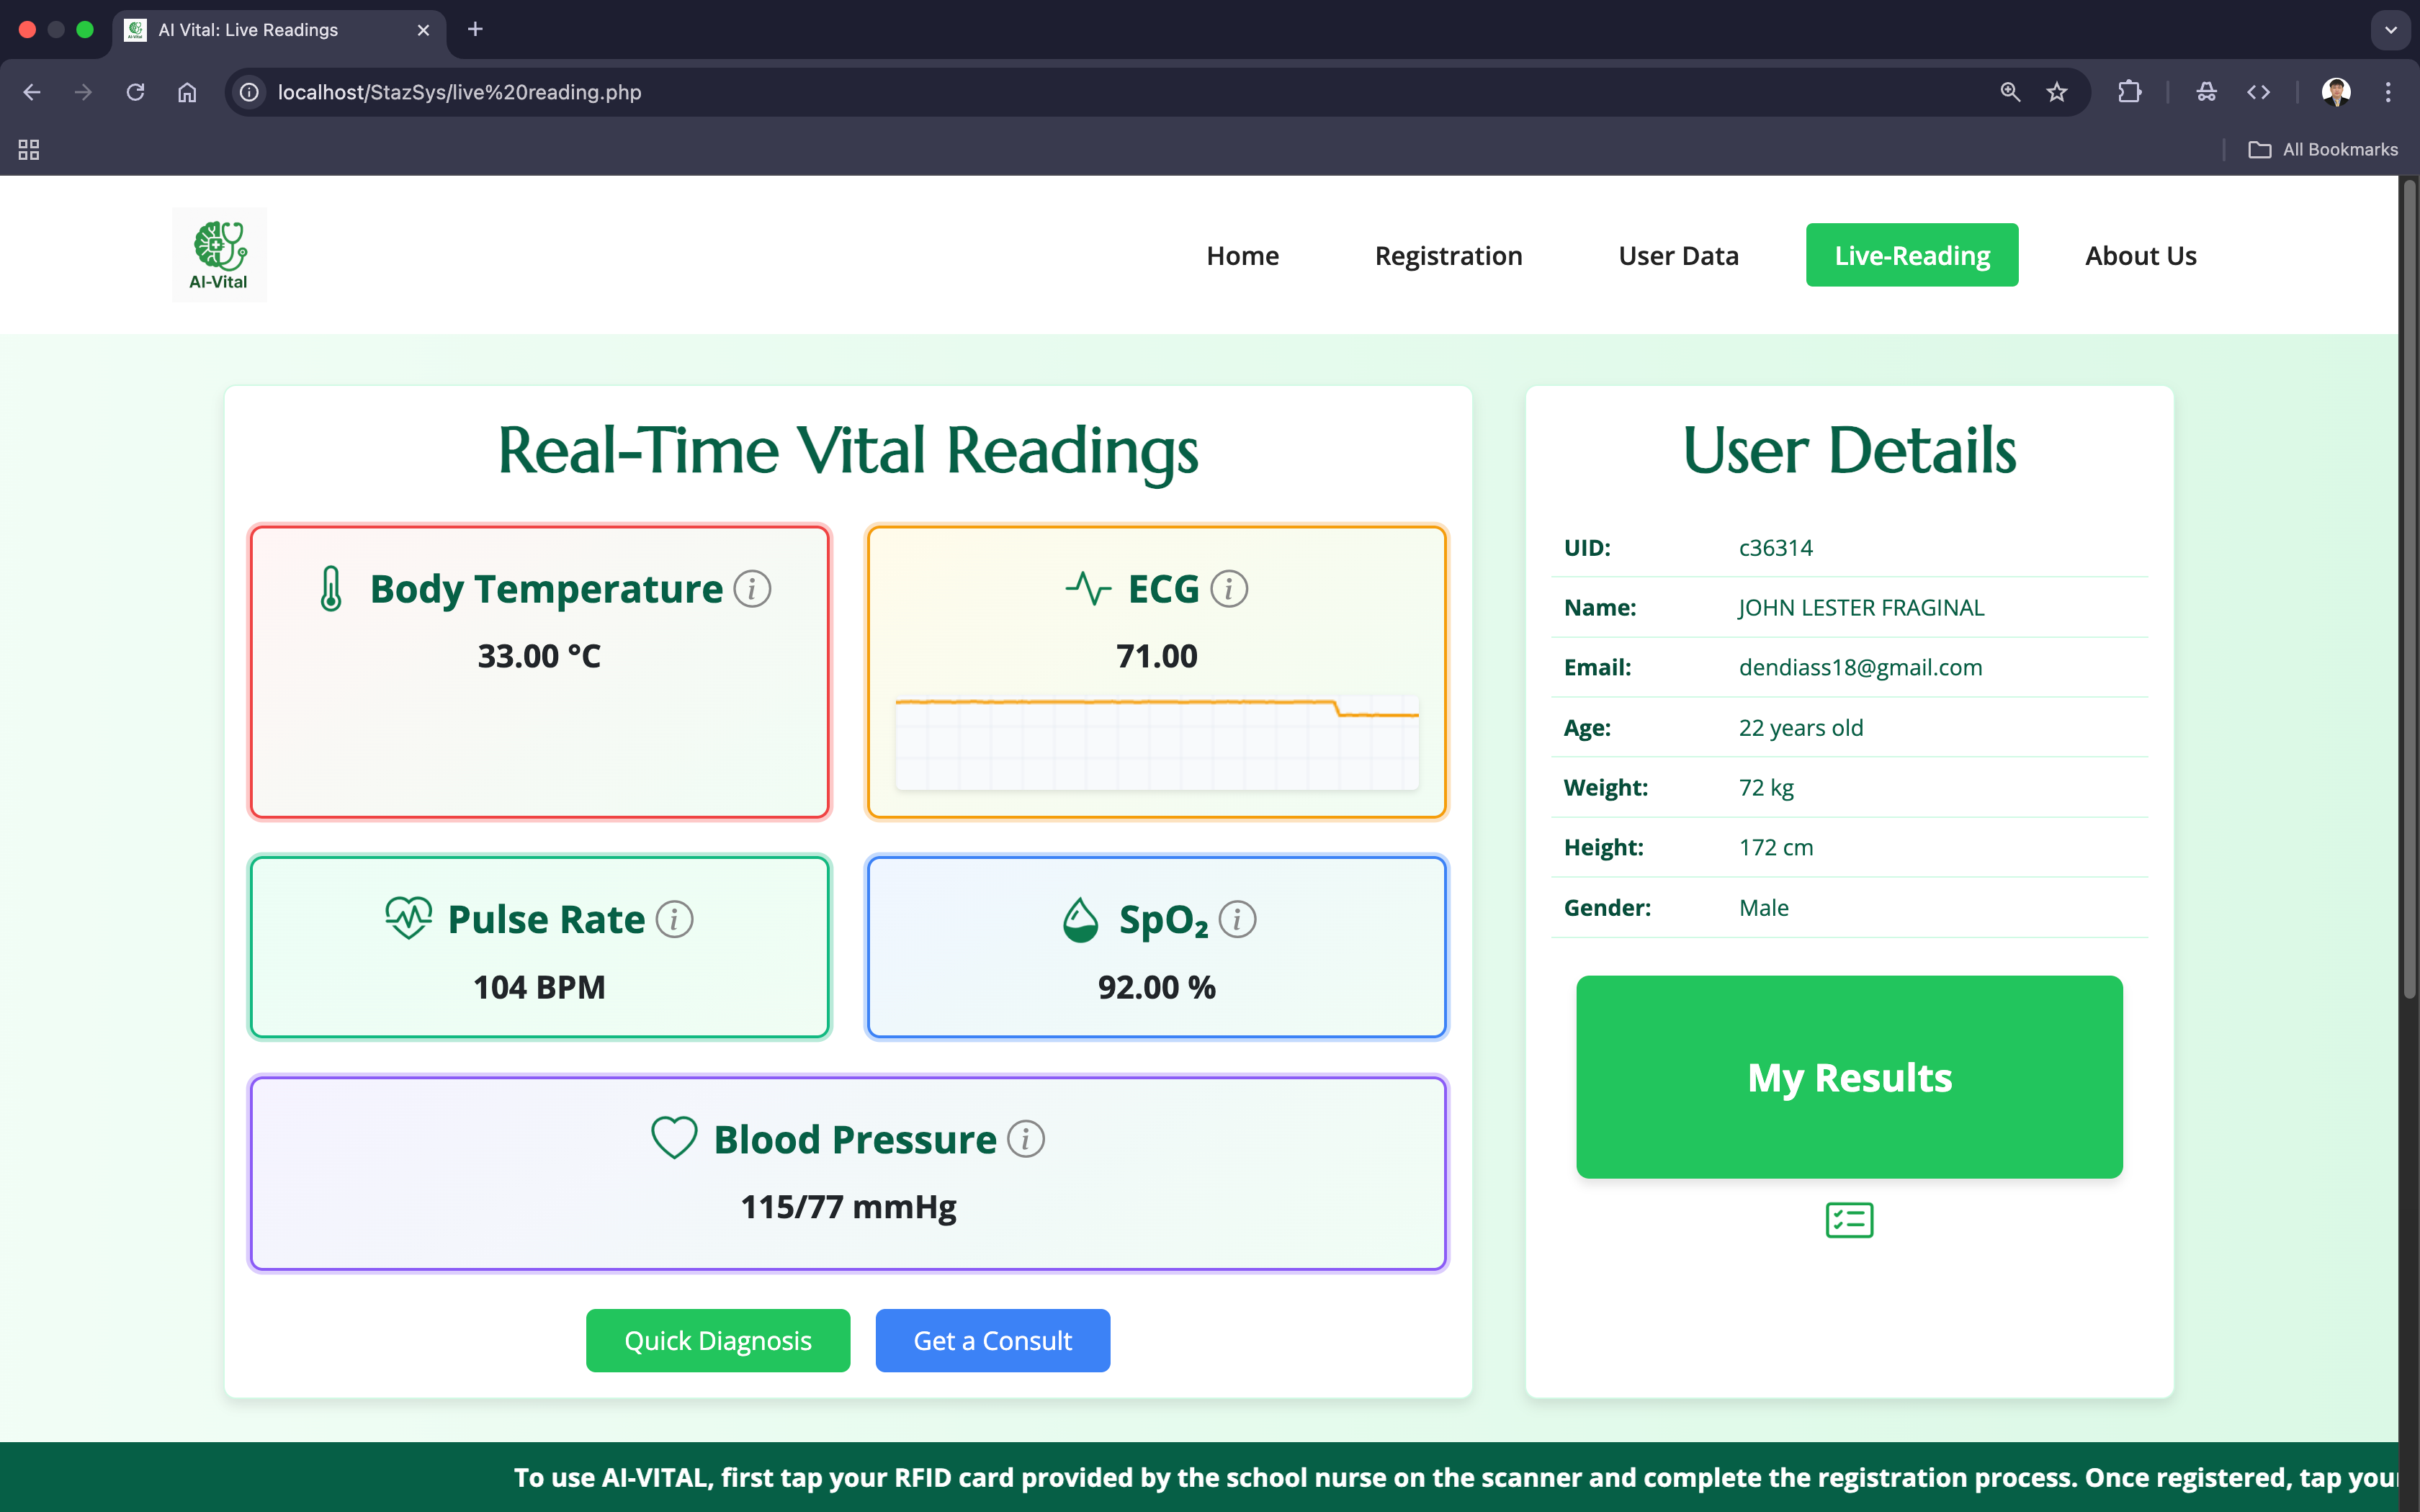 AI Vital: Live Readings
localhost/StazSys/live%20reading.php
All Bookmarks
AI-Vital
Home
Registration
User Data
Live-Reading
About Us
Real-Time Vital Readings
Body Temperature
33.00 °C
ECG
71.00
Pulse Rate
104 BPM
SpO₂
92.00 %
Blood Pressure
115/77 mmHg
Quick Diagnosis
Get a Consult
User Details
UID: c36314
Name: JOHN LESTER FRAGINAL
Email: dendiass18@gmail.com
Age: 22 years old
Weight: 72 kg
Height: 172 cm
Gender: Male
My Results
To use AI-VITAL, first tap your RFID card provided by the school nurse on the scanner and complete the registration process. Once registered, tap your